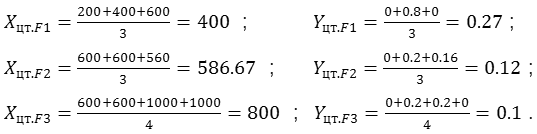 X_цт.F1 = (200+400+600)/3 = 400 ; Y_цт.F1 = (0+0.8+0)/3 = 0.27 ;
X_цт.F2 = (600+600+560)/3 = 586.67 ; Y_цт.F2 = (0+0.2+0.16)/3 = 0.12 ;
X_цт.F3 = (600+600+1000+1000)/4 = 800 ; Y_цт.F3 = (0+0.2+0.2+0)/4 = 0.1 .